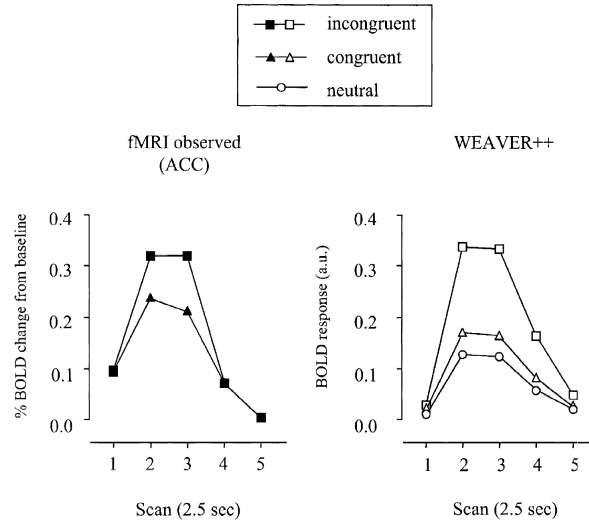 incongruent
congruent
neutral
fMRI observed
(ACC)
% BOLD change from baseline
0.4
0.3
0.2
0.1
0.0
1 2 3 4 5
Scan (2.5 sec)
WEAVER++
BOLD response (a.u.)
0.4
0.3
0.2
0.1
0.0
1 2 3 4 5
Scan (2.5 sec)